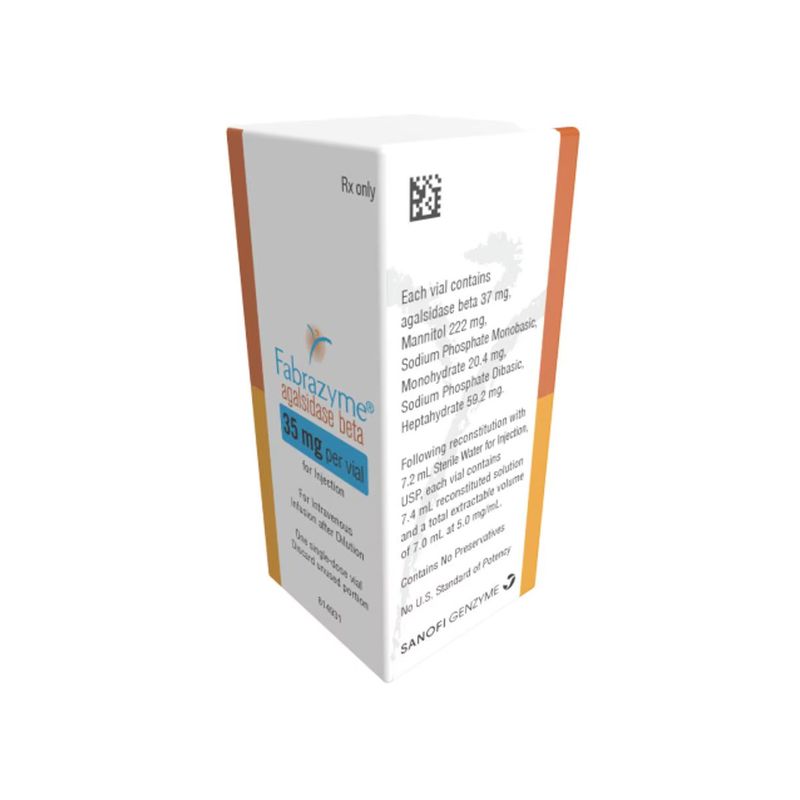 Rx only
Fabrazyme®
agalsidase beta
35 mg per vial
for Injection
For Intravenous
Infusion after Dilution
One single-dose vial
Discard unused portion
814931
Each vial contains
agalsidase beta 37 mg,
Mannitol 222 mg,
Sodium Phosphate Monobasic,
Monohydrate 20.4 mg,
Sodium Phosphate Dibasic,
Heptahydrate 59.2 mg.
Following reconstitution with
7.2 mL Sterile Water for Injection,
USP, each vial contains
7.4 mL reconstituted solution
and a total extractable volume
of 7.0 mL at 5.0 mg/mL.
Contains No Preservatives
No U.S. Standard of Potency
SANOFI GENZYME